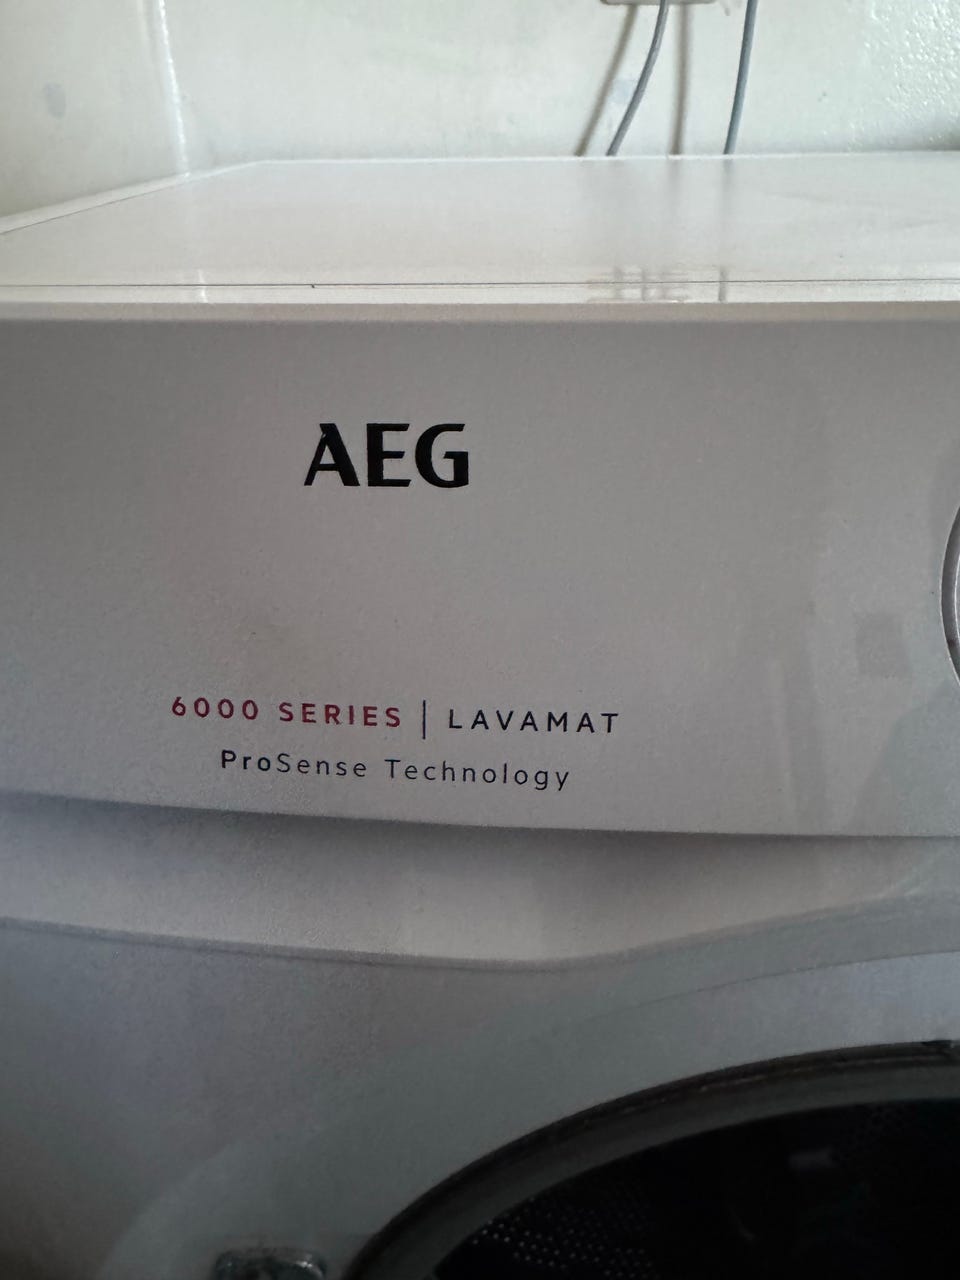 AEG
6000 SERIES | LAVAMAT
ProSense Technology